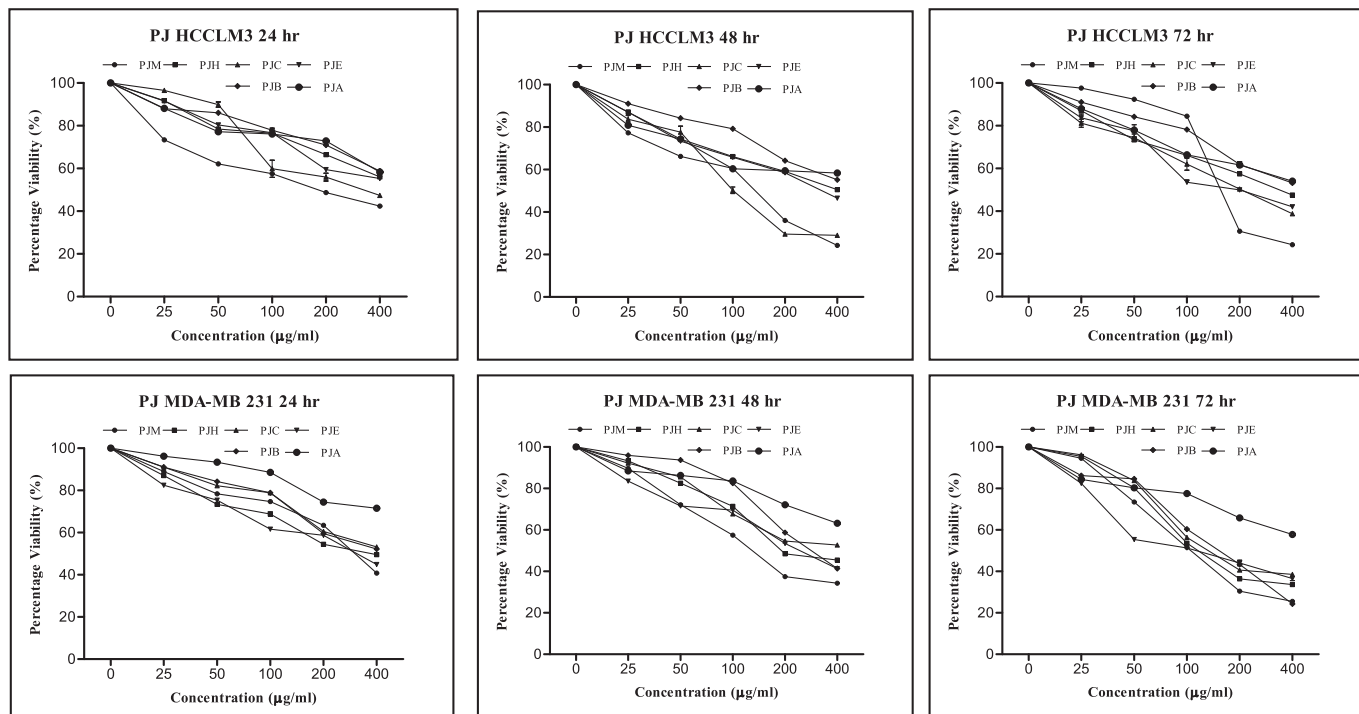 PJ HCCLM3 24 hr
PJM PJH PJC PJE
PJB PJA
Percentage Viability (%)
100
80
60
40
20
0
0 25 50 100 200 400
Concentration (μg/ml)
PJ HCCLM3 48 hr
PJM PJH PJC PJE
PJB PJA
Percentage Viability (%)
100
80
60
40
20
0
0 25 50 100 200 400
Concentration (μg/ml)
PJ HCCLM3 72 hr
PJM PJH PJC PJE
PJB PJA
Percentage Viability (%)
100
80
60
40
20
0
0 25 50 100 200 400
Concentration (μg/ml)
PJ MDA-MB 231 24 hr
PJM PJH PJC PJE
PJB PJA
Percentage Viability (%)
100
80
60
40
20
0
0 25 50 100 200 400
Concentration (μg/ml)
PJ MDA-MB 231 48 hr
PJM PJH PJC PJE
PJB PJA
Percentage Viability (%)
100
80
60
40
20
0
0 25 50 100 200 400
Concentration (μg/ml)
PJ MDA-MB 231 72 hr
PJM PJH PJC PJE
PJB PJA
Percentage Viability (%)
100
80
60
40
20
0
0 25 50 100 200 400
Concentration (μg/ml)